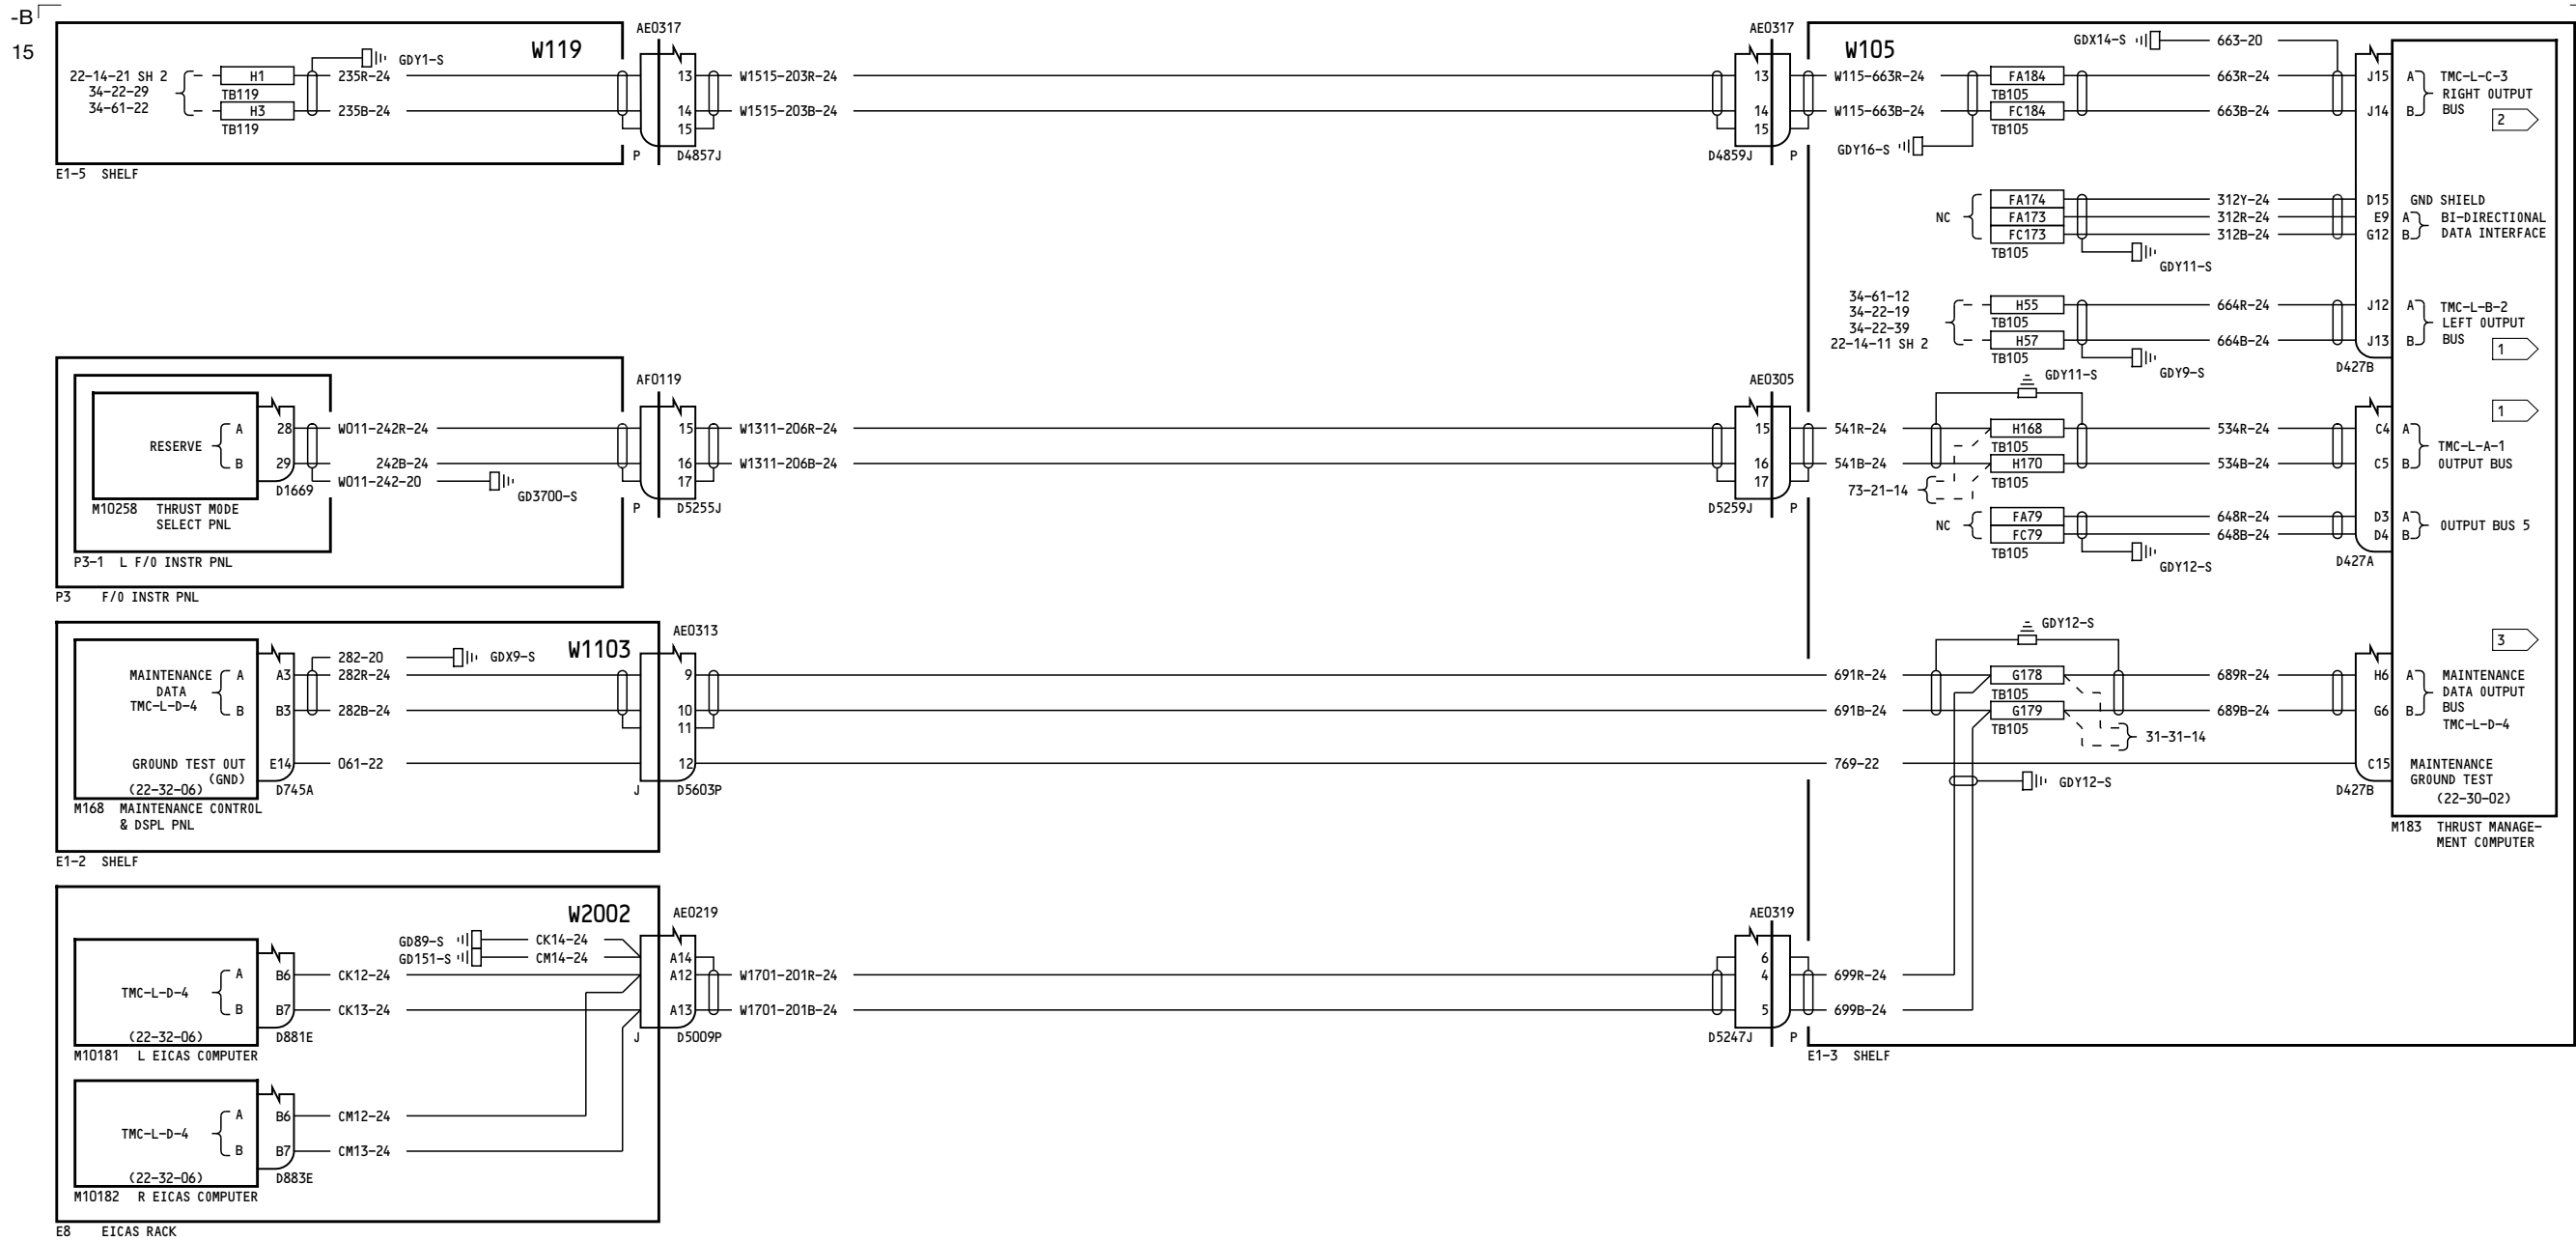 -B
15
W119
GDY1-S
22-14-21 SH 2
34-22-29
34-61-22
H1
TB119
H3
TB119
235R-24
235B-24
E1-5 SHELF
AE0317
13
14
15
P
D4857J
W1515-203R-24
W1515-203B-24
AE0317
13
14
15
D4859J
P
W105
GDX14-S
663-20
W115-663R-24
W115-663B-24
FA184
TB105
FC184
TB105
663R-24
663B-24
GDY16-S
J15
J14
A
B
TMC-L-C-3
RIGHT OUTPUT
BUS
2
NC
FA174
FA173
FC173
TB105
312Y-24
312R-24
312B-24
GDY11-S
D15
E9
G12
GND SHIELD
A
B
BI-DIRECTIONAL
DATA INTERFACE
34-61-12
34-22-19
34-22-39
22-14-11 SH 2
H55
TB105
H57
TB105
664R-24
664B-24
GDY9-S
J12
J13
D427B
A
B
TMC-L-B-2
LEFT OUTPUT
BUS
1
RESERVE
A
B
28
29
D1669
M10258 THRUST MODE
SELECT PNL
P3-1 L F/O INSTR PNL
P3 F/O INSTR PNL
W011-242R-24
242B-24
W011-242-20
GD3700-S
AF0119
15
16
17
P
D5255J
W1311-206R-24
W1311-206B-24
AE0305
15
16
17
D5259J
P
541R-24
541B-24
73-21-14
GDY11-S
H168
TB105
H170
TB105
534R-24
534B-24
C4
C5
A
B
TMC-L-A-1
OUTPUT BUS
1
NC
FA79
FC79
TB105
648R-24
648B-24
GDY12-S
D3
D4
D427A
A
B
OUTPUT BUS 5
W1103
MAINTENANCE
DATA
TMC-L-D-4
A
B
A3
B3
GROUND TEST OUT
(GND)
E14
(22-32-06)
D745A
M168 MAINTENANCE CONTROL
& DSPL PNL
E1-2 SHELF
282-20
282R-24
282B-24
061-22
GDX9-S
AE0313
9
10
11
12
J
D5603P
691R-24
691B-24
769-22
GDY12-S
G178
TB105
G179
TB105
31-31-14
GDY12-S
689R-24
689B-24
H6
G6
C15
D427B
A
B
MAINTENANCE
DATA OUTPUT
BUS
TMC-L-D-4
3
MAINTENANCE
GROUND TEST
(22-30-02)
M183 THRUST MANAGE-
MENT COMPUTER
W2002
GD89-S
GD151-S
CK14-24
CM14-24
TMC-L-D-4
A
B
B6
B7
(22-32-06)
D881E
M10181 L EICAS COMPUTER
CK12-24
CK13-24
AE0219
A14
A12
A13
J
D5009P
W1701-201R-24
W1701-201B-24
AE0319
6
4
5
D5247J
P
699R-24
699B-24
E1-3 SHELF
TMC-L-D-4
A
B
B6
B7
(22-32-06)
D883E
M10182 R EICAS COMPUTER
CM12-24
CM13-24
E8 EICAS RACK